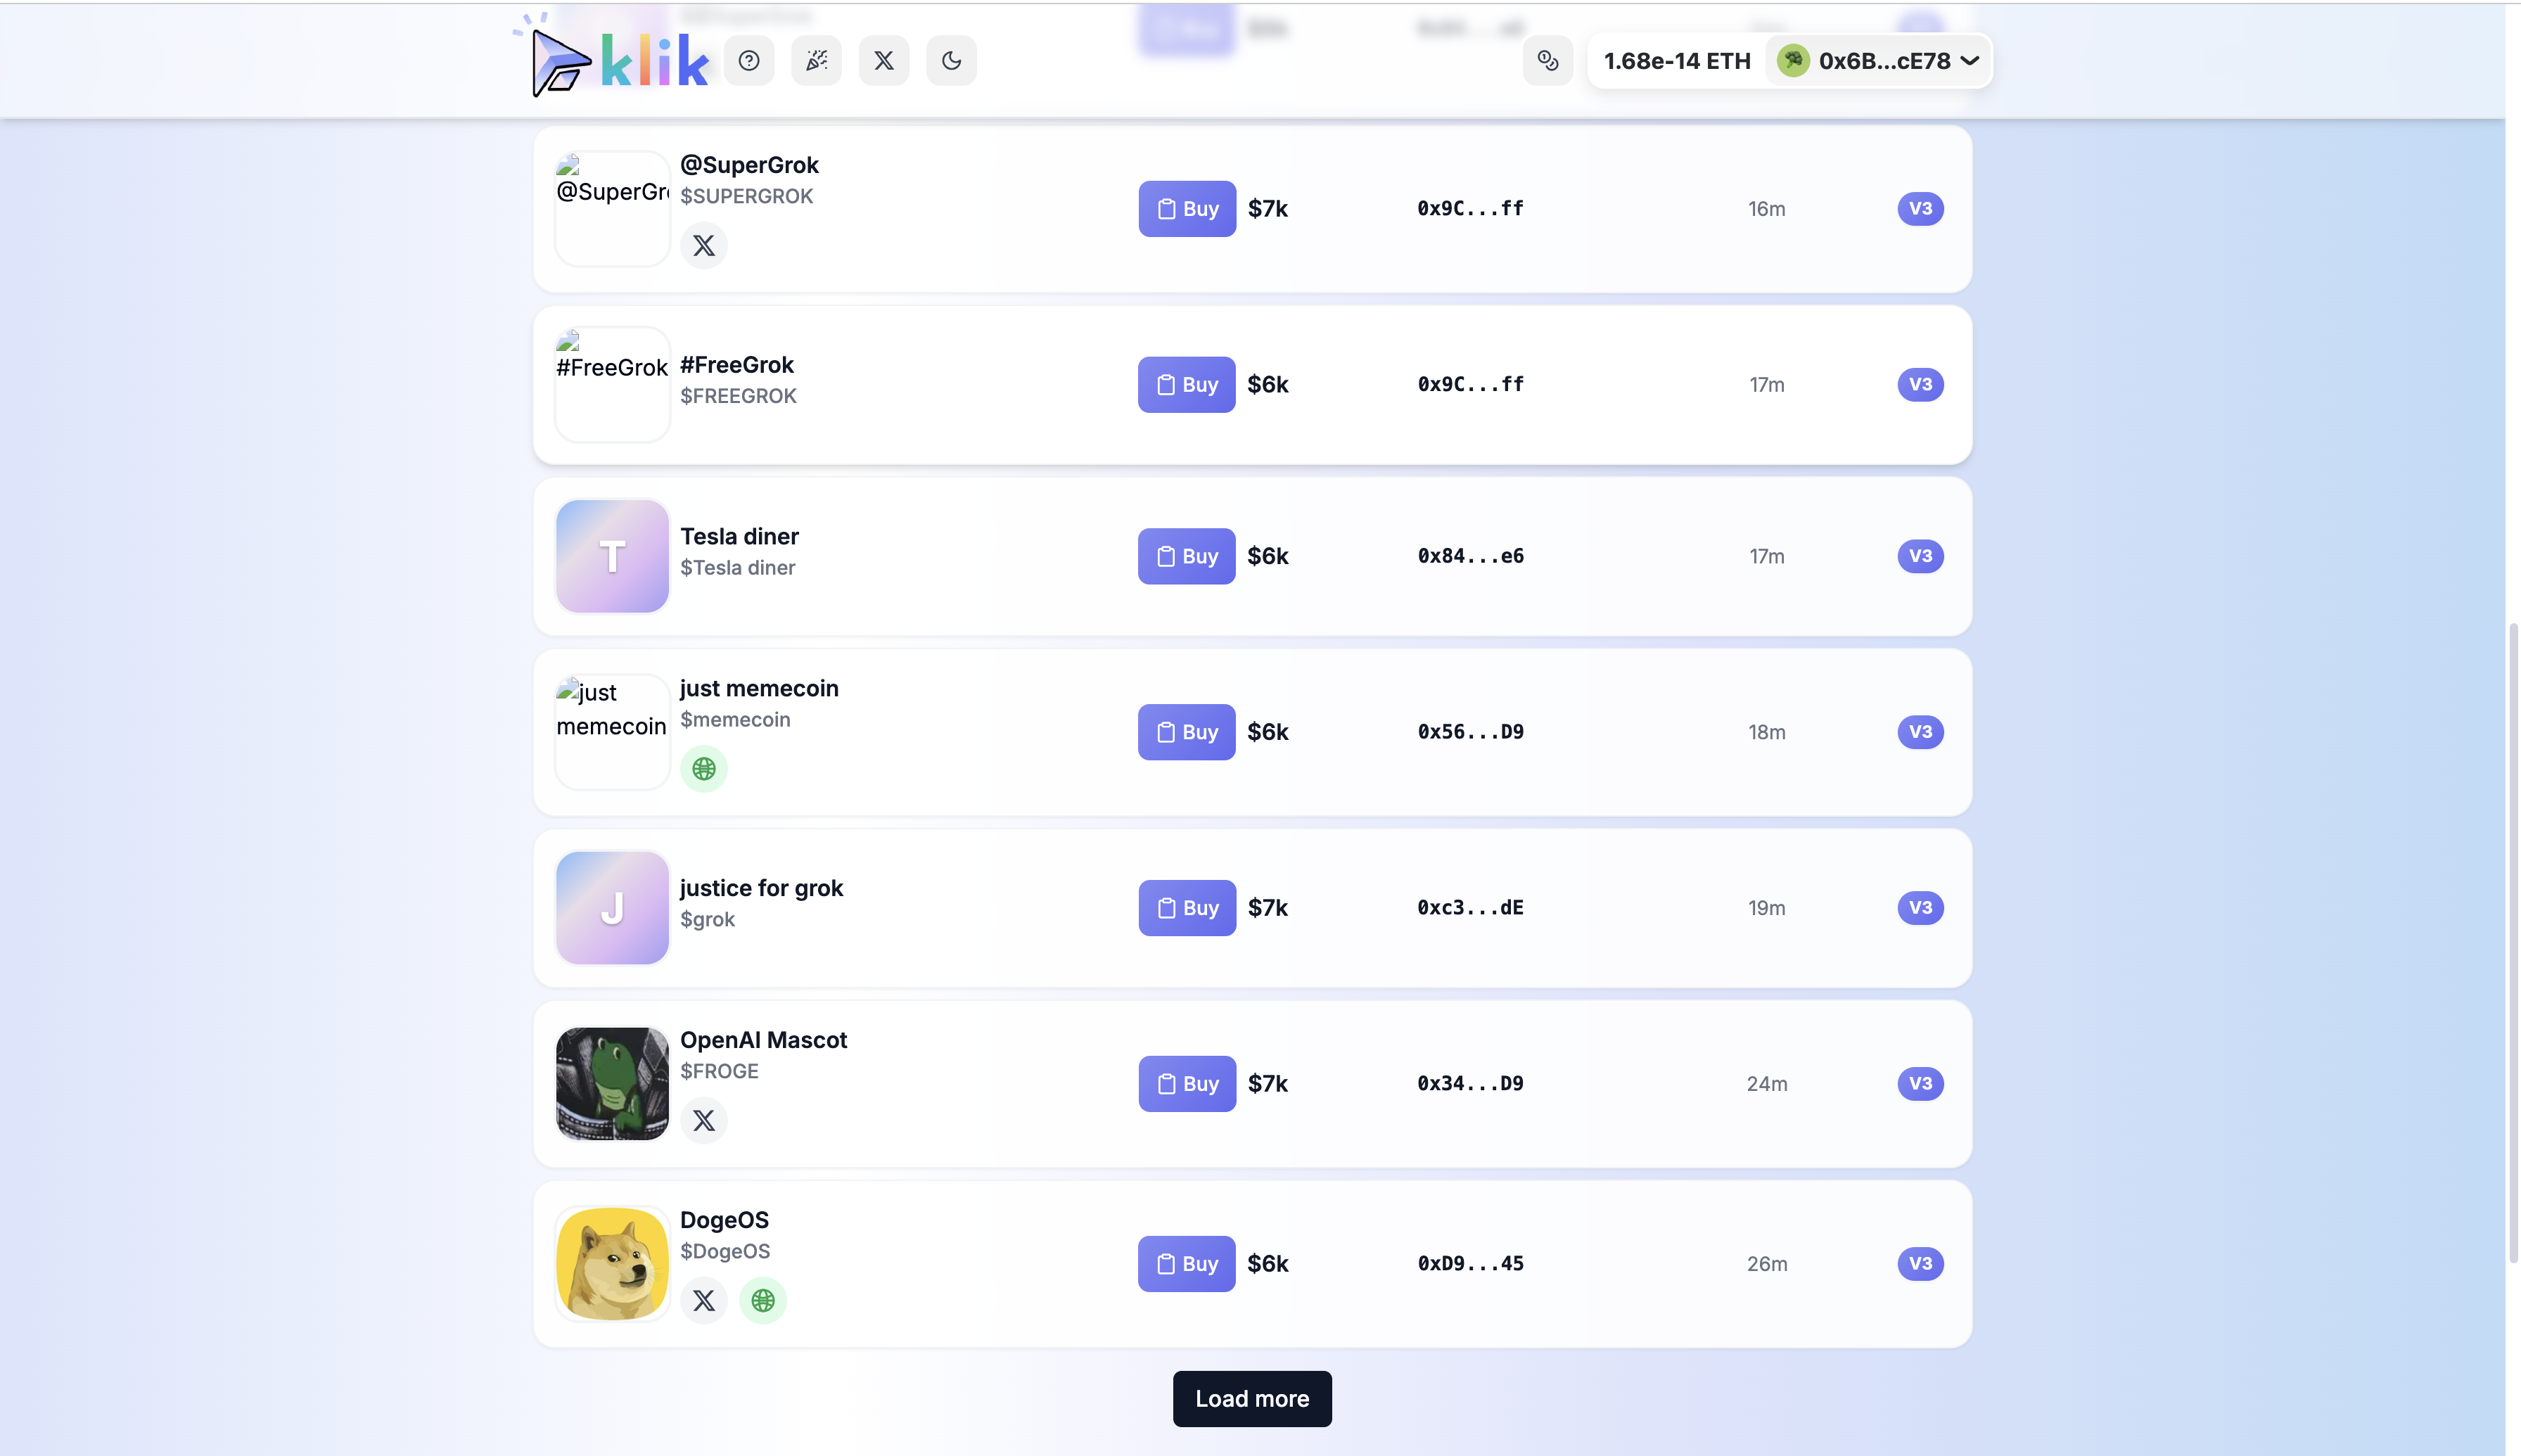 klik
1.68e-14 ETH
0x6B...cE78
@SuperGr
@SuperGrok
$SUPERGROK
Buy
$7k
0x9C...ff
16m
V3
#FreeGrok
#FreeGrok
$FREEGROK
Buy
$6k
0x9C...ff
17m
V3
T
Tesla diner
$Tesla diner
Buy
$6k
0x84...e6
17m
V3
just
memecoin
just memecoin
$memecoin
Buy
$6k
0x56...D9
18m
V3
J
justice for grok
$grok
Buy
$7k
0xc3...dE
19m
V3
OpenAI Mascot
$FROGE
Buy
$7k
0x34...D9
24m
V3
DogeOS
$DogeOS
Buy
$6k
0xD9...45
26m
V3
Load more